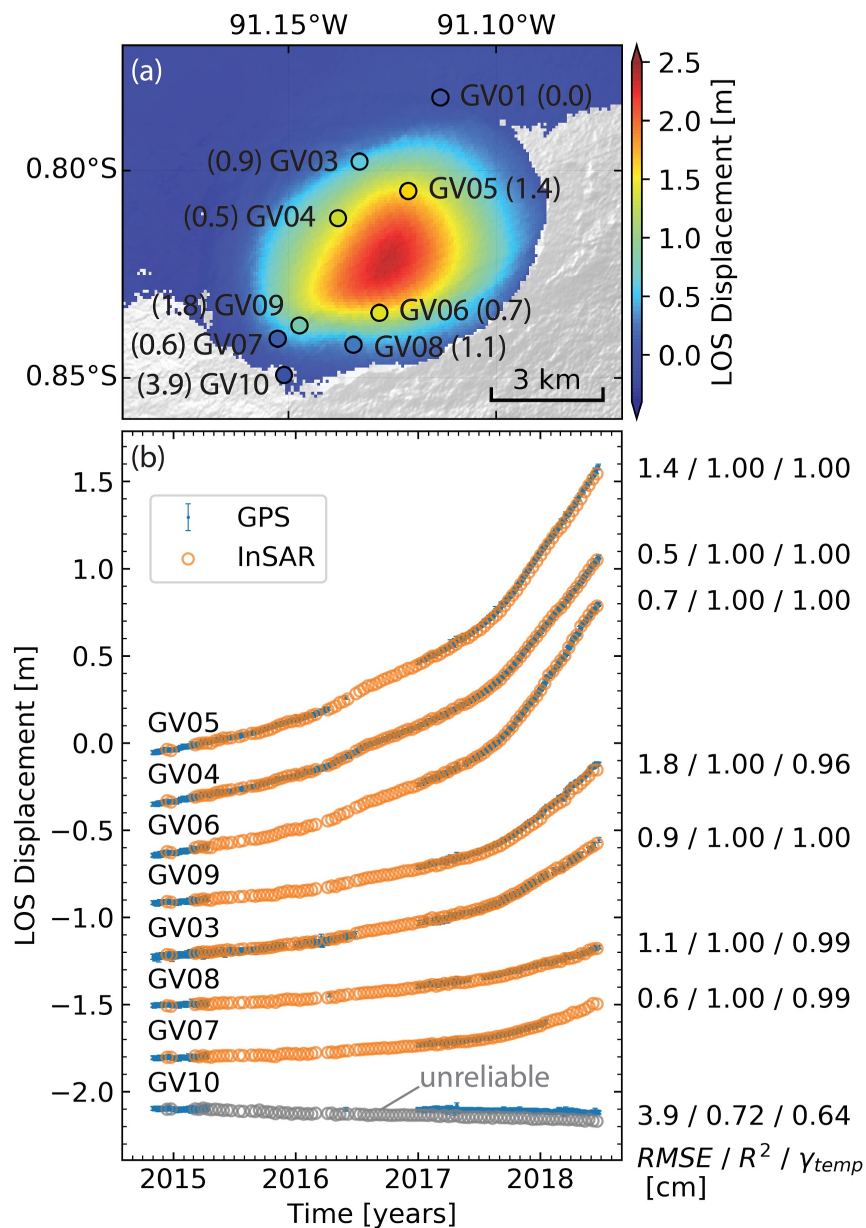 91.15°W 91.10°W
(a)
GV01 (0.0)
0.80°S
(0.9) GV03
GV05 (1.4)
(0.5) GV04
(1.8) GV09
GV06 (0.7)
(0.6) GV07
GV08 (1.1)
0.85°S
(3.9) GV10
3 km
2.5
2.0
1.5
1.0
0.5
0.0
LOS Displacement [m]
(b)
GPS
InSAR
1.5
1.0
0.5
0.0
−0.5
−1.0
−1.5
−2.0
LOS Displacement [m]
GV05
GV04
GV06
GV09
GV03
GV08
GV07
GV10
unreliable
1.4 / 1.00 / 1.00
0.5 / 1.00 / 1.00
0.7 / 1.00 / 1.00
1.8 / 1.00 / 0.96
0.9 / 1.00 / 1.00
1.1 / 1.00 / 0.99
0.6 / 1.00 / 0.99
3.9 / 0.72 / 0.64
RMSE / R² / γtemp
[cm]
2015 2016 2017 2018
Time [years]